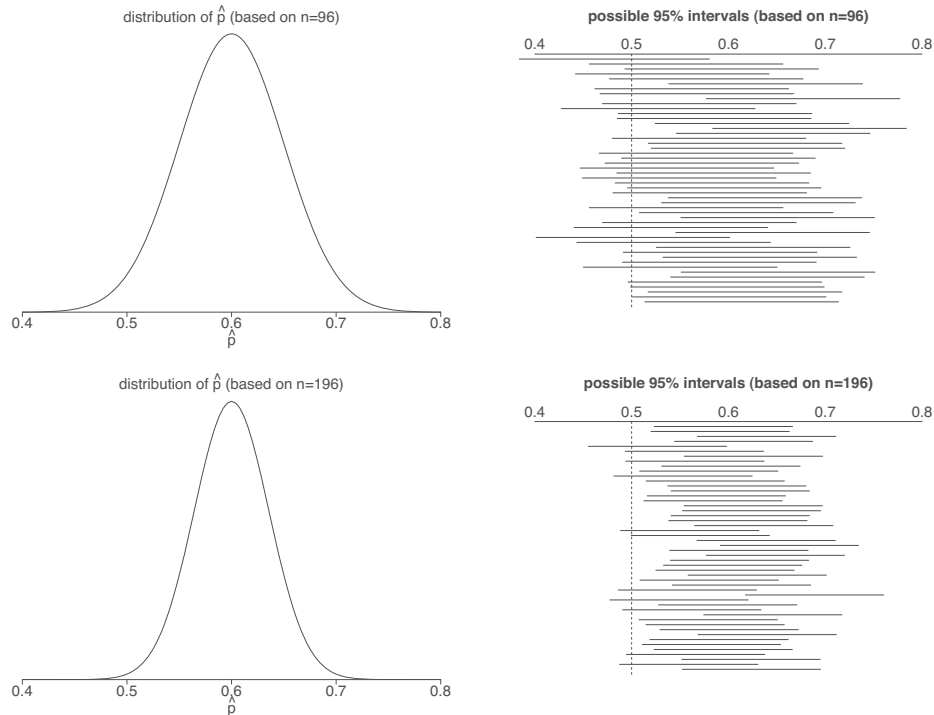 distribution of p̂ (based on n=96)
0.4 0.5 0.6 0.7 0.8
p̂
possible 95% intervals (based on n=96)
0.4 0.5 0.6 0.7 0.8
distribution of p̂ (based on n=196)
0.4 0.5 0.6 0.7 0.8
p̂
possible 95% intervals (based on n=196)
0.4 0.5 0.6 0.7 0.8